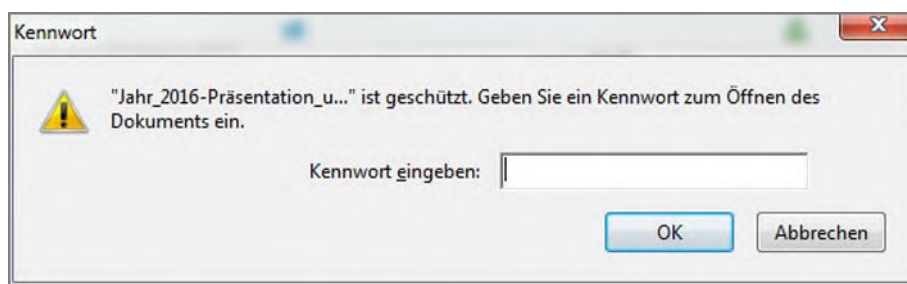 Kennwort
"Jahr_2016-Präsentation_u..." ist geschützt. Geben Sie ein Kennwort zum Öffnen des
Dokuments ein.
Kennwort eingeben:
OK
Abbrechen